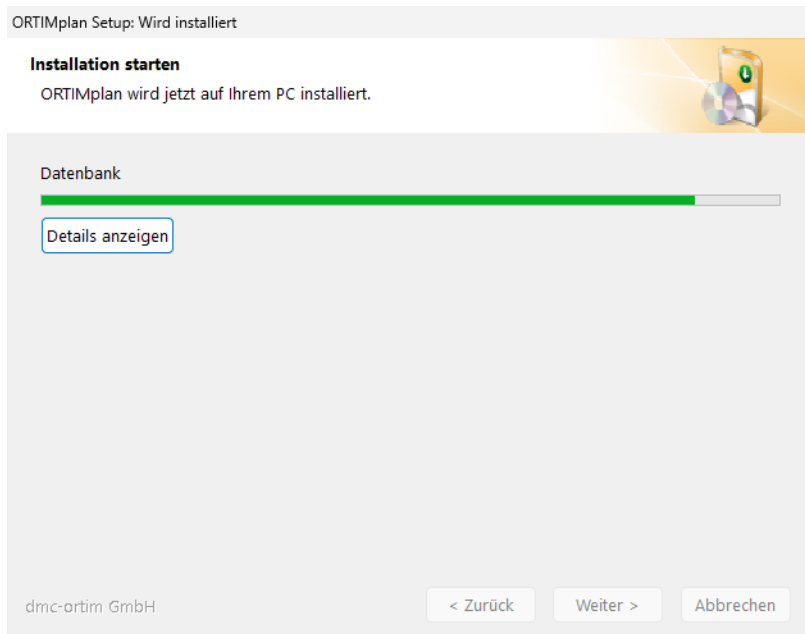 ORTIMplan Setup: Wird installiert
Installation starten
ORTIMplan wird jetzt auf Ihrem PC installiert.
Datenbank
Details anzeigen
dmc-ortim GmbH
< Zurück
Weiter >
Abbrechen